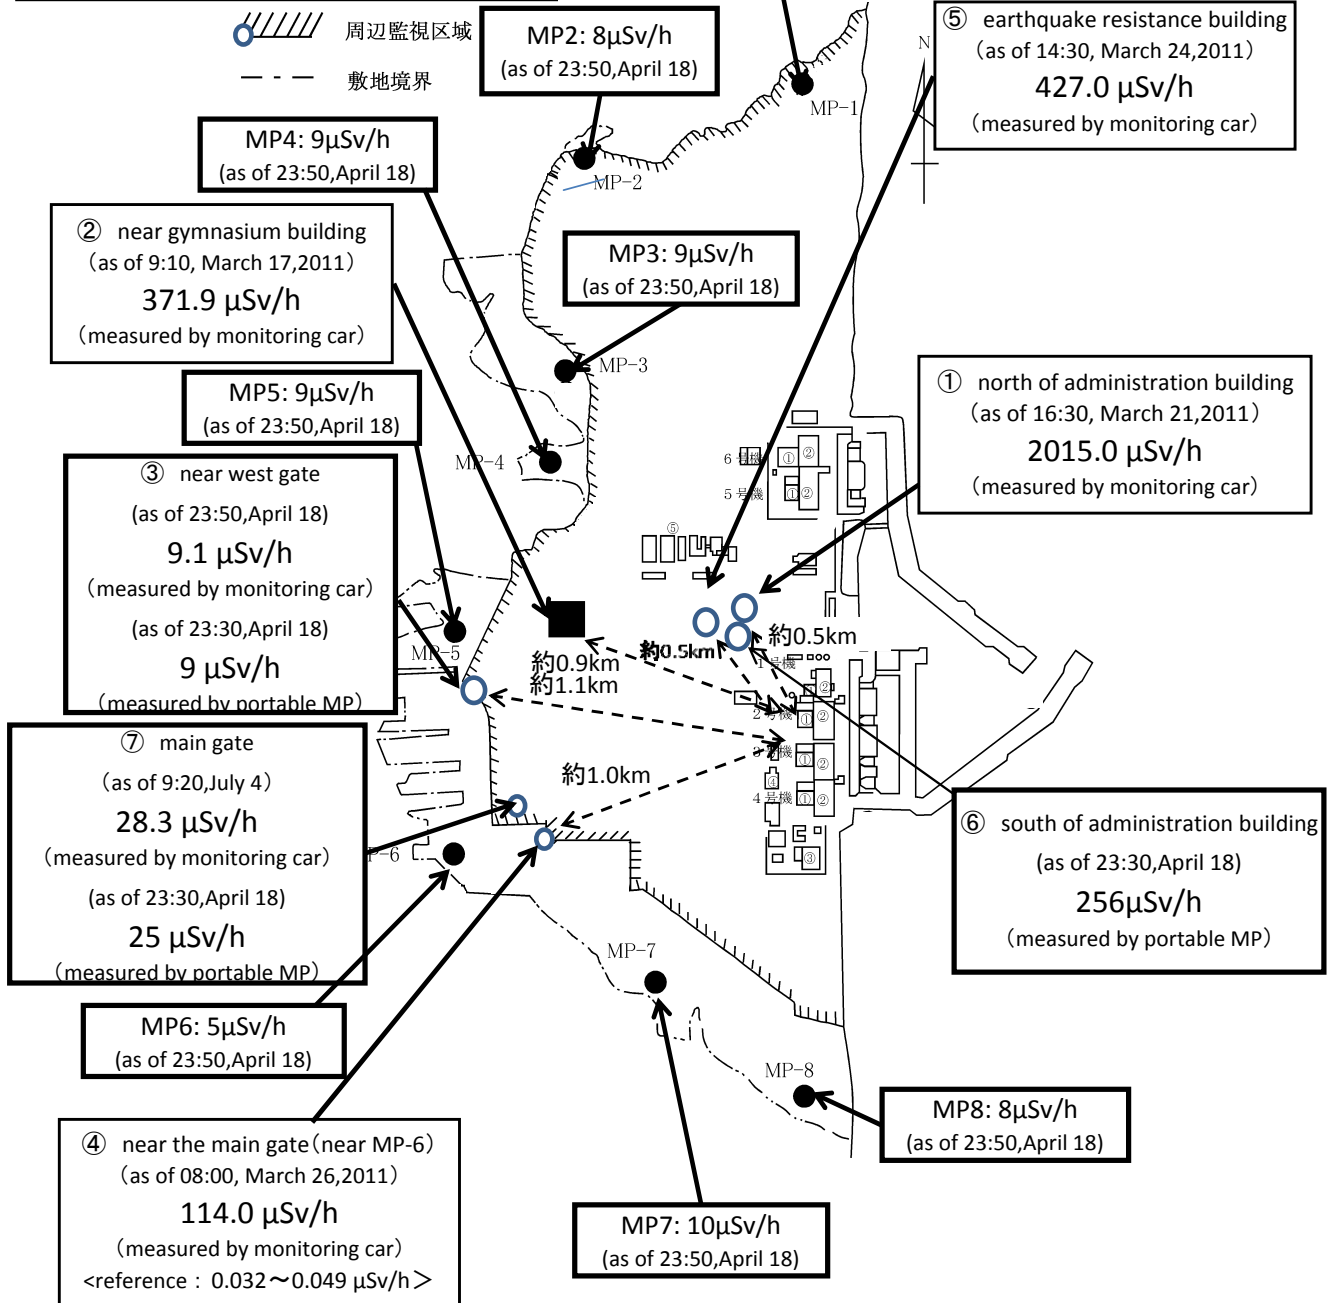 周辺監視区域
敷地境界
MP2: 8μSv/h
(as of 23:50,April 18)
⑤ earthquake resistance building
(as of 14:30, March 24,2011)
427.0 μSv/h
(measured by monitoring car)
N
MP-1
MP4: 9μSv/h
(as of 23:50,April 18)
MP-2
② near gymnasium building
(as of 9:10, March 17,2011)
371.9 μSv/h
(measured by monitoring car)
MP3: 9μSv/h
(as of 23:50,April 18)
MP-3
① north of administration building
(as of 16:30, March 21,2011)
2015.0 μSv/h
(measured by monitoring car)
MP5: 9μSv/h
(as of 23:50,April 18)
MP-4
6号機
①
②
5号機
①
②
③ near west gate
(as of 23:50,April 18)
9.1 μSv/h
(measured by monitoring car)
(as of 23:30,April 18)
9 μSv/h
(measured by portable MP)
⑤
MP-5
約0.9km
約1.1km
約0.5km
約0.5km
1号機
②
2号機
①
②
3号機
①
②
④
4号機
①
②
③
約1.0km
⑦ main gate
(as of 9:20,July 4)
28.3 μSv/h
(measured by monitoring car)
(as of 23:30,April 18)
25 μSv/h
(measured by portable MP)
P-6
⑥ south of administration building
(as of 23:30,April 18)
256μSv/h
(measured by portable MP)
MP-7
MP6: 5μSv/h
(as of 23:50,April 18)
MP-8
MP8: 8μSv/h
(as of 23:50,April 18)
④ near the main gate(near MP-6)
(as of 08:00, March 26,2011)
114.0 μSv/h
(measured by monitoring car)
<reference : 0.032～0.049 μSv/h>
MP7: 10μSv/h
(as of 23:50,April 18)